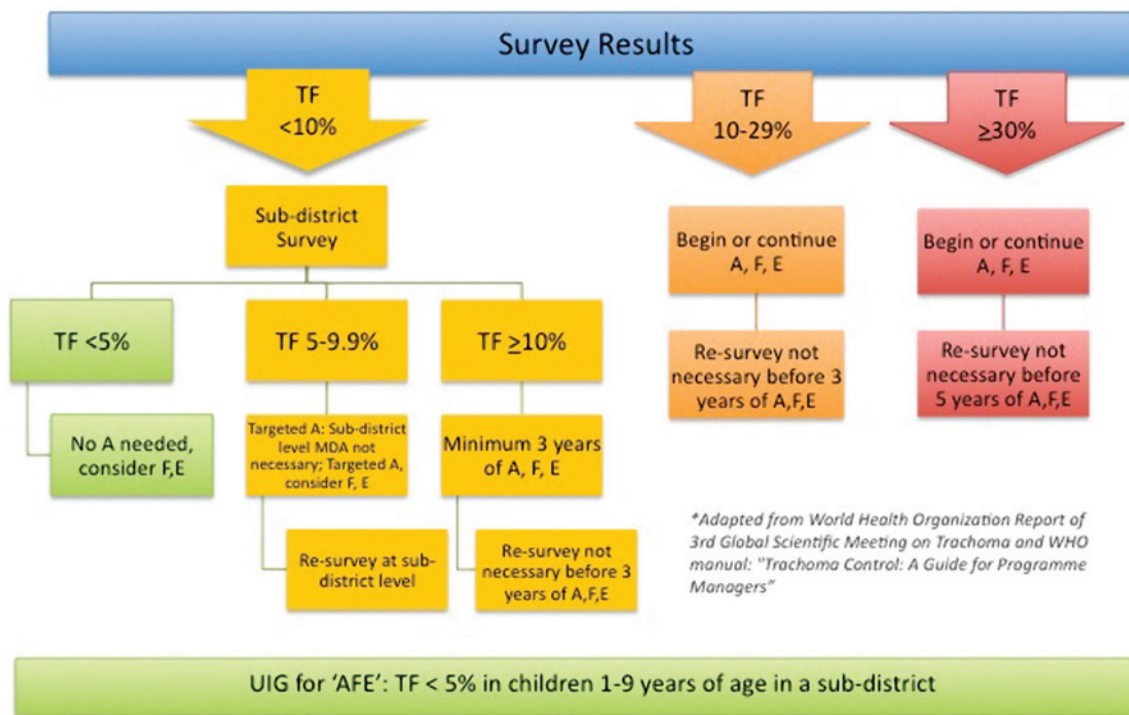 Survey Results
TF
<10%
TF
10-29%
TF
≥30%
Sub-district
Survey
Begin or continue
A, F, E
Begin or continue
A, F, E
TF <5%
TF 5-9.9%
TF ≥10%
Re-survey not
necessary before 3
years of A,F,E
Re-survey not
necessary before
5 years of A,F,E
No A needed,
consider F,E
Targeted A: Sub-district
level MDA not
necessary; Targeted A,
consider F, E
Minimum 3 years
of A, F, E
Re-survey at sub-
district level
Re-survey not
necessary before 3
years of A,F,E
*Adapted from World Health Organization Report of
3rd Global Scientific Meeting on Trachoma and WHO
manual: "Trachoma Control: A Guide for Programme
Managers"
UIG for ‘AFE’: TF < 5% in children 1-9 years of age in a sub-district